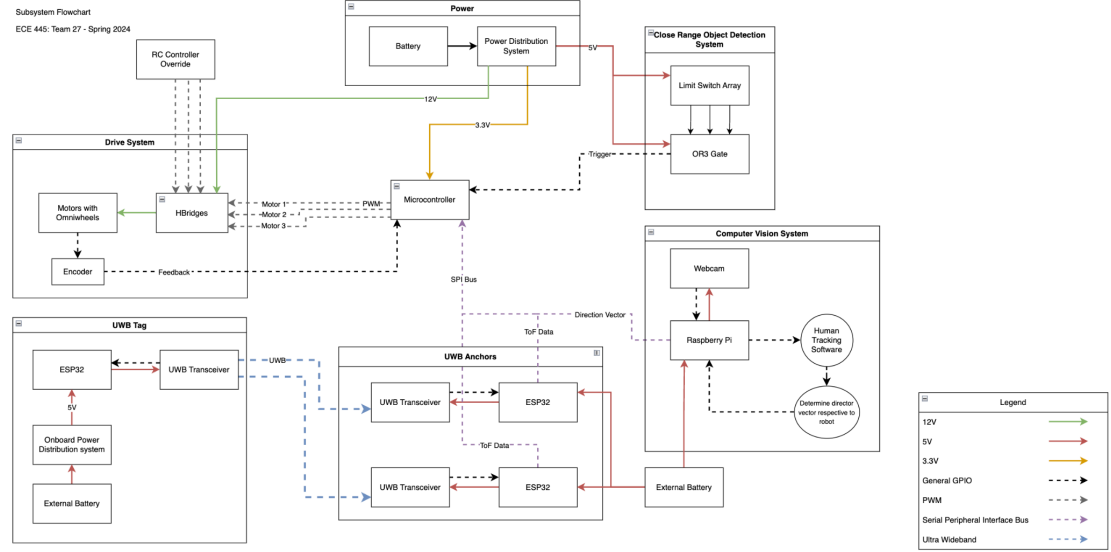 Subsystem Flowchart
ECE 445: Team 27 - Spring 2024
RC Controller
Override
Power
Battery
Power Distribution
System
5V
12V
3.3V
Close Range Object Detection
System
Limit Switch Array
OR3 Gate
Trigger
Drive System
Motors with
Omniwheels
HBridges
Encoder
Feedback
Motor 1
Motor 2
Motor 3
PWM
Microcontroller
SPI Bus
Computer Vision System
Webcam
Raspberry Pi
Human
Tracking
Software
Determine director
vector respective to
robot
Direction Vector
ToF Data
UWB Tag
ESP32
UWB Transceiver
5V
Onboard Power
Distribution system
External Battery
UWB
UWB Anchors
UWB Transceiver
ESP32
ToF Data
UWB Transceiver
ESP32
External Battery
Legend
12V
5V
3.3V
General GPIO
PWM
Serial Peripheral Interface Bus
Ultra Wideband